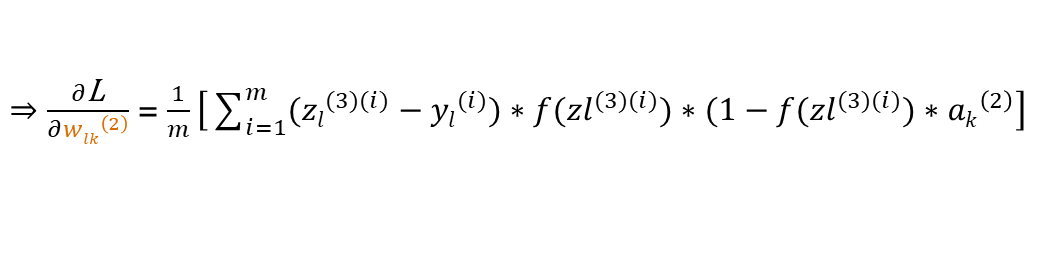 ⇒ ∂L/∂w_lk^(2) = 1/m [∑_{i=1}^{m} (z_l^(3)(i) − y_l^(i)) * f(zl^(3)(i)) * (1 − f(zl^(3)(i)) * a_k^(2)]